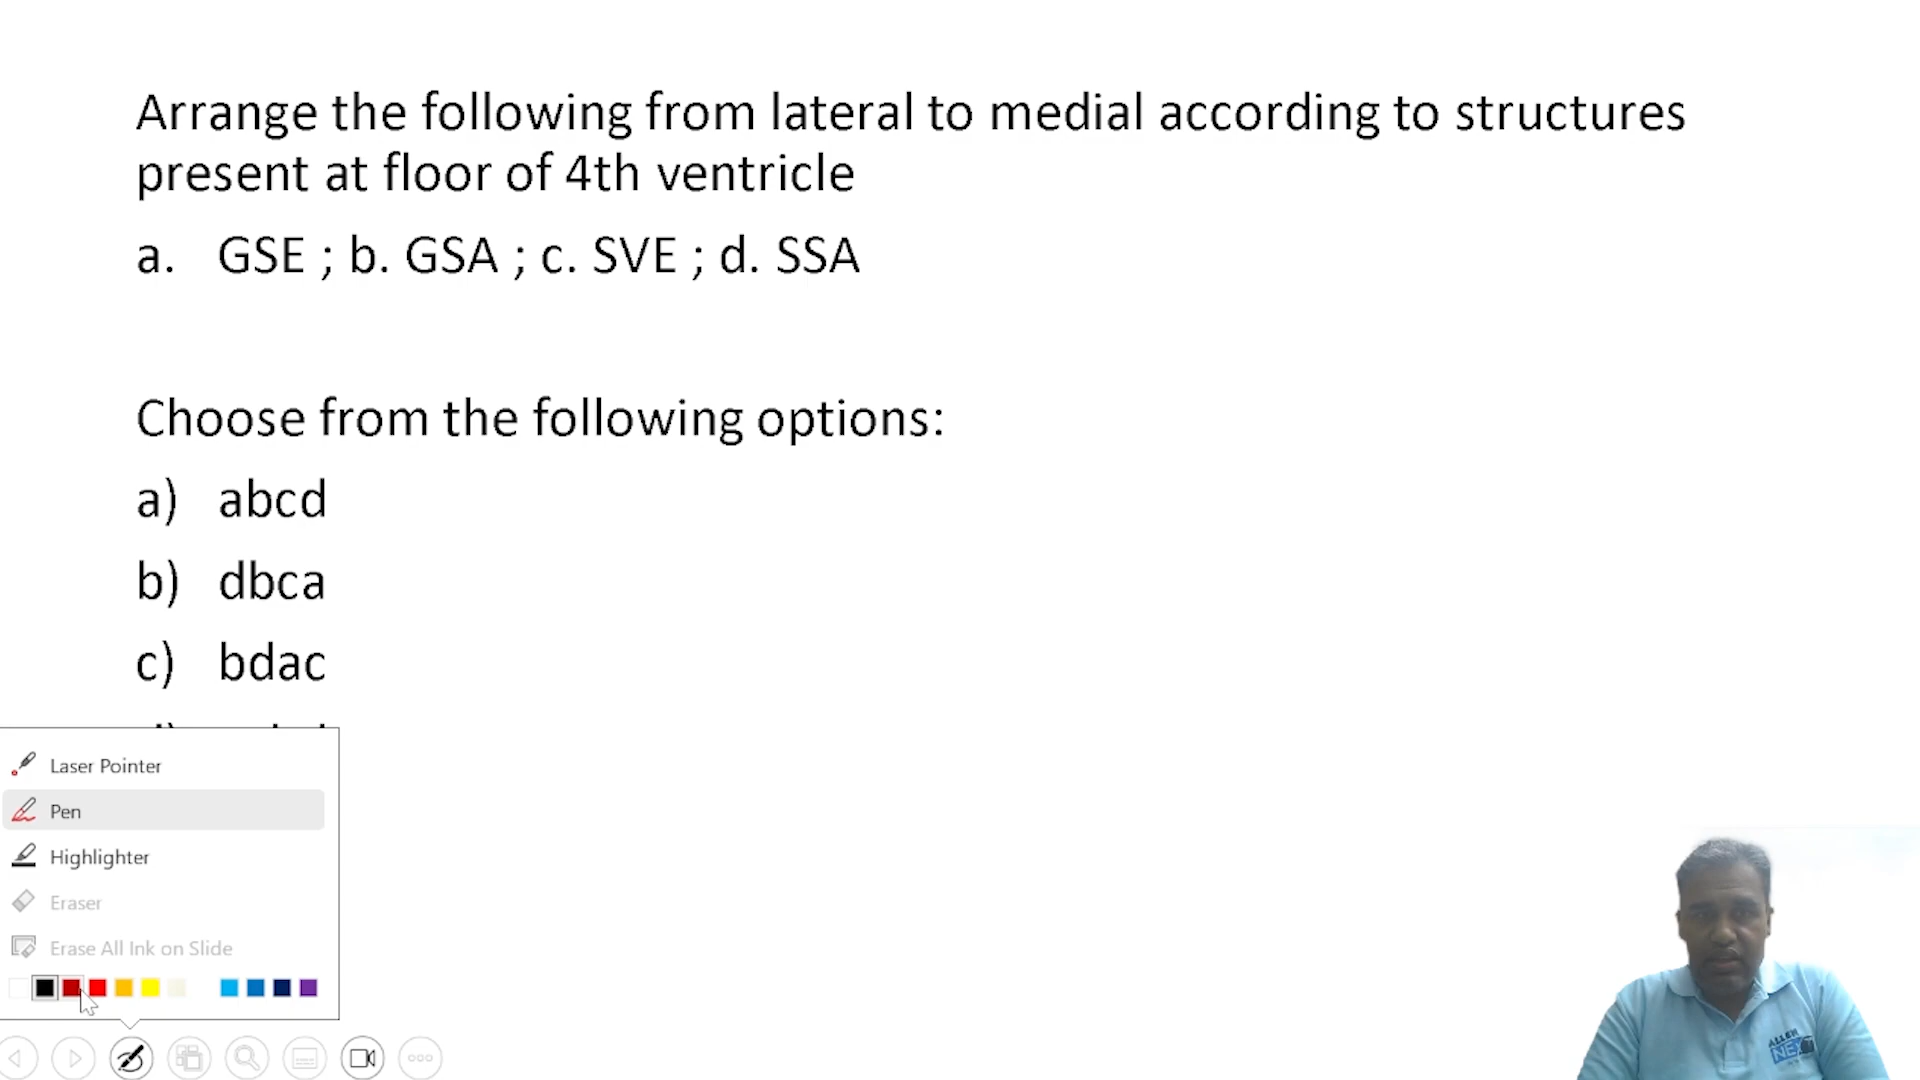 Arrange the following from lateral to medial according to structures
present at floor of 4th ventricle
a. GSE ; b. GSA ; c. SVE ; d. SSA
Choose from the following options:
a) abcd
b) dbca
c) bdac
Laser Pointer
Pen
Highlighter
Eraser
Erase All Ink on Slide
ALLEN